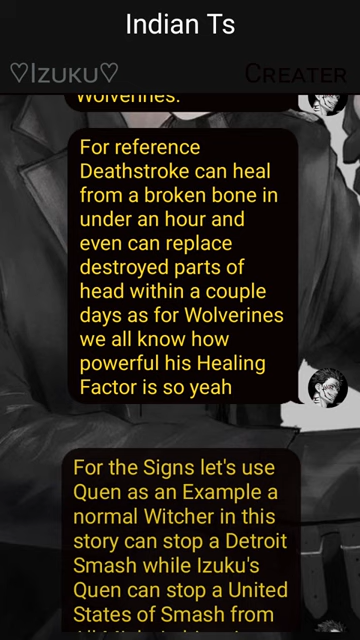 Indian Ts
♡Izuku♡
Creater
Wolverines.
For reference
Deathstroke can heal
from a broken bone in
under an hour and
even can replace
destroyed parts of
head within a couple
days as for Wolverines
we all know how
powerful his Healing
Factor is so yeah
For the Signs let's use
Quen as an Example a
normal Witcher in this
story can stop a Detroit
Smash while Izuku's
Quen can stop a United
States of Smash from